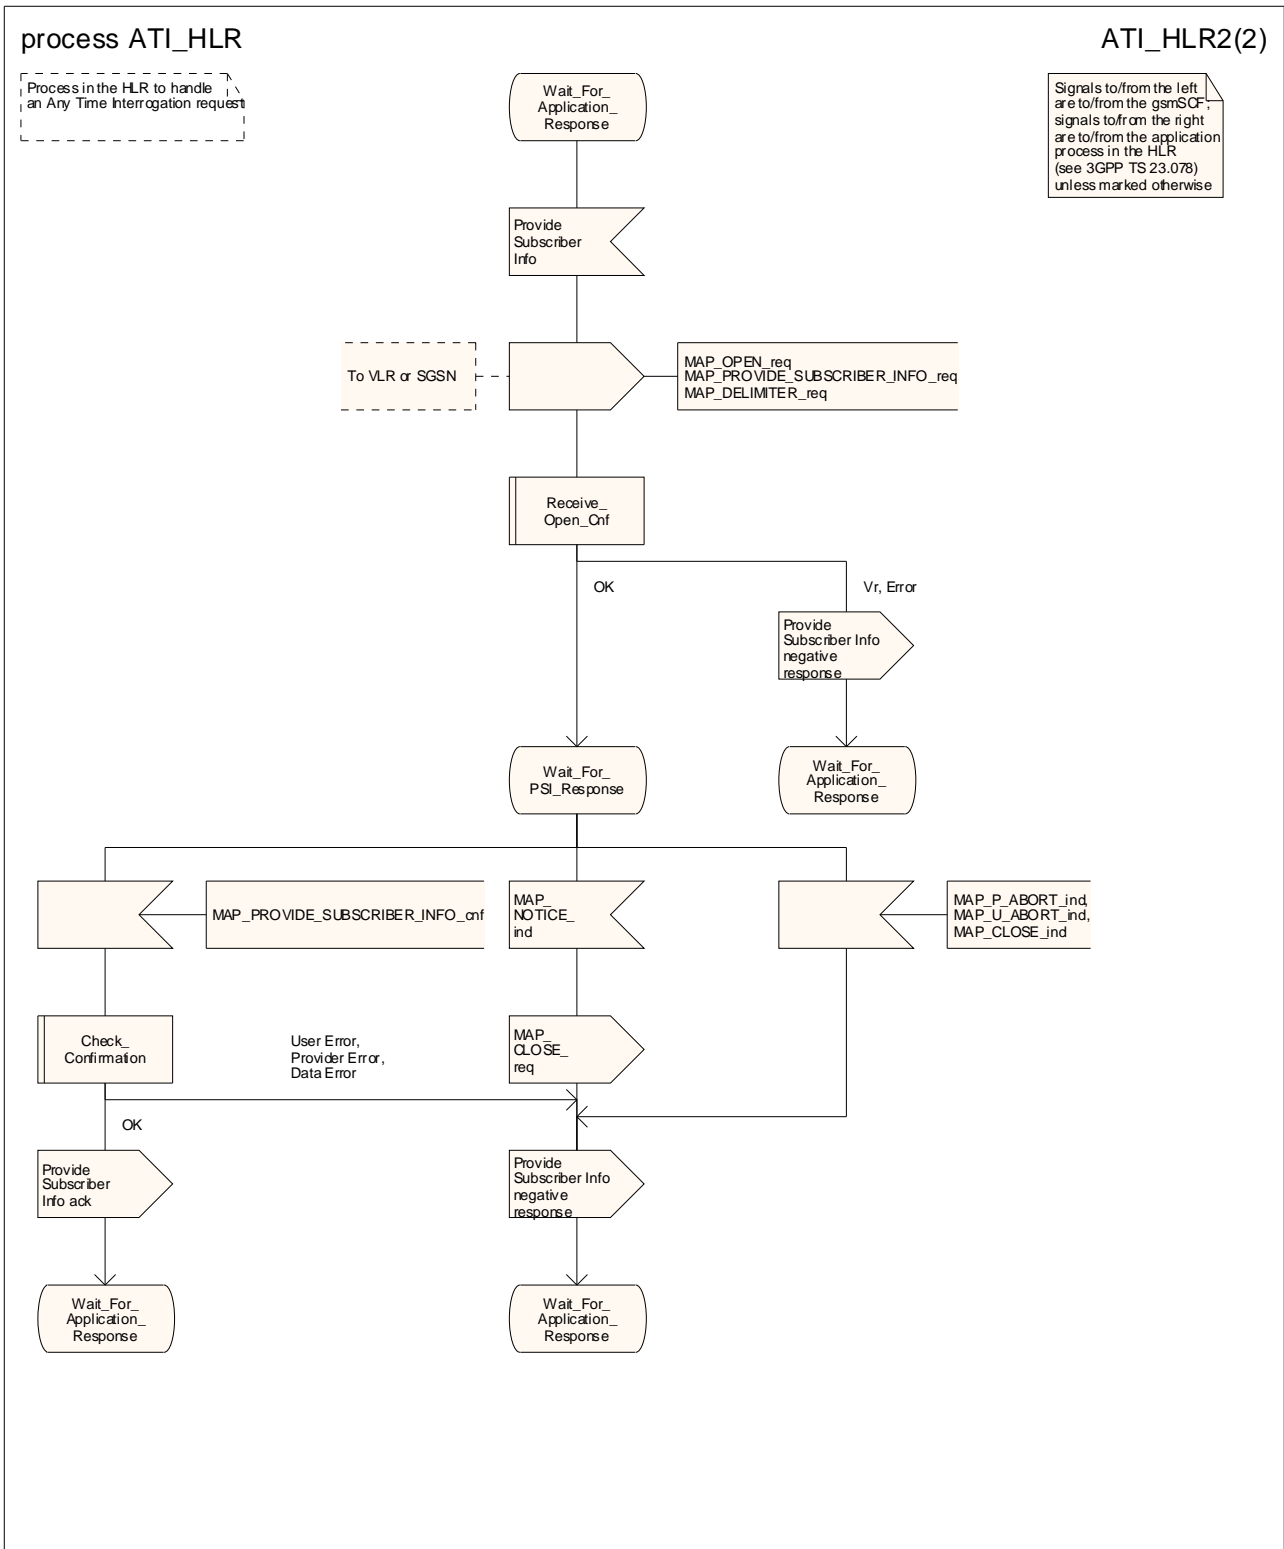 process ATI_HLR
ATI_HLR2(2)
Process in the HLR to handle
an Any Time Interrogation request
Wait_For_
Application_
Response
Signals to/from the left
are to/from the gsmSCF;
signals to/from the right
are to/from the application
process in the HLR
(see 3GPP TS 23.078)
unless marked otherwise
Provide
Subscriber
Info
To VLR or SGSN
MAP_OPEN_req
MAP_PROVIDE_SUBSCRIBER_INFO_req
MAP_DELIMITER_req
Receive_
Open_Cnf
OK
Vr, Error
Provide
Subscriber Info
negative
response
Wait_For_
PSI_Response
Wait_For_
Application_
Response
MAP_PROVIDE_SUBSCRIBER_INFO_cnf
MAP_
NOTICE_
ind
MAP_P_ABORT_ind,
MAP_U_ABORT_ind,
MAP_CLOSE_ind
Check_
Confirmation
User Error,
Provider Error,
Data Error
MAP_
CLOSE_
req
OK
Provide
Subscriber
Info ack
Provide
Subscriber Info
negative
response
Wait_For_
Application_
Response
Wait_For_
Application_
Response